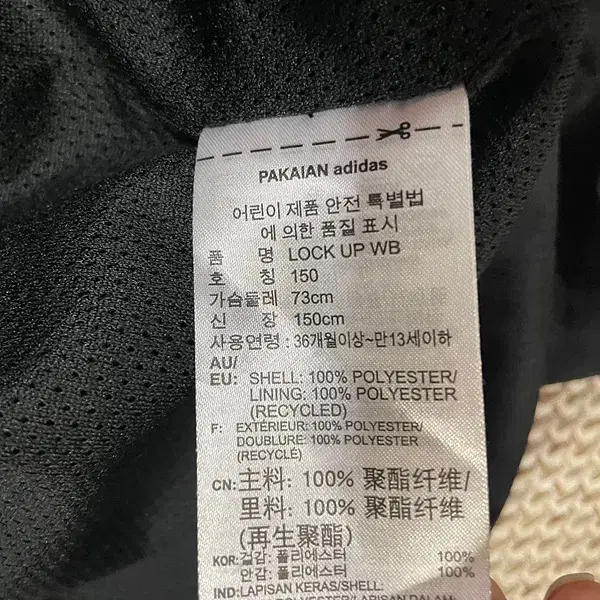 PAKAIAN adidas
어린이 제품 안전 특별법
에 의한 품질 표시
품 명 LOCK UP WB
호 칭 150
가슴둘레 73cm
신 장 150cm
사용연령 : 36개월이상~만13세이하
AU/
EU: SHELL: 100% POLYESTER/
LINING: 100% POLYESTER
(RECYCLED)
F: EXTÉRIEUR: 100% POLYESTER/
DOUBLURE: 100% POLYESTER
(RECYCLÉ)
CN: 主料: 100% 聚酯纤维/
里料: 100% 聚酯纤维
(再生聚酯)
KOR: 겉감: 폴리에스터 100%
안감: 폴리에스터 100%
IND: LAPISAN KERAS/SHELL:
POLYESTER/LAPISAN DALAM: